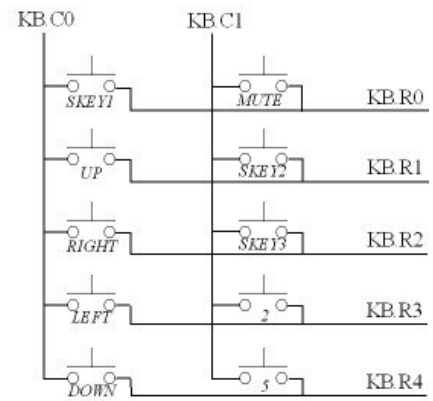 KB.C0 KB.C1
SKEY1 MUTE KB.R0
UP SKEY2 KB.R1
RIGHT SKEY3 KB.R2
LEFT 2 KB.R3
DOWN 5 KB.R4